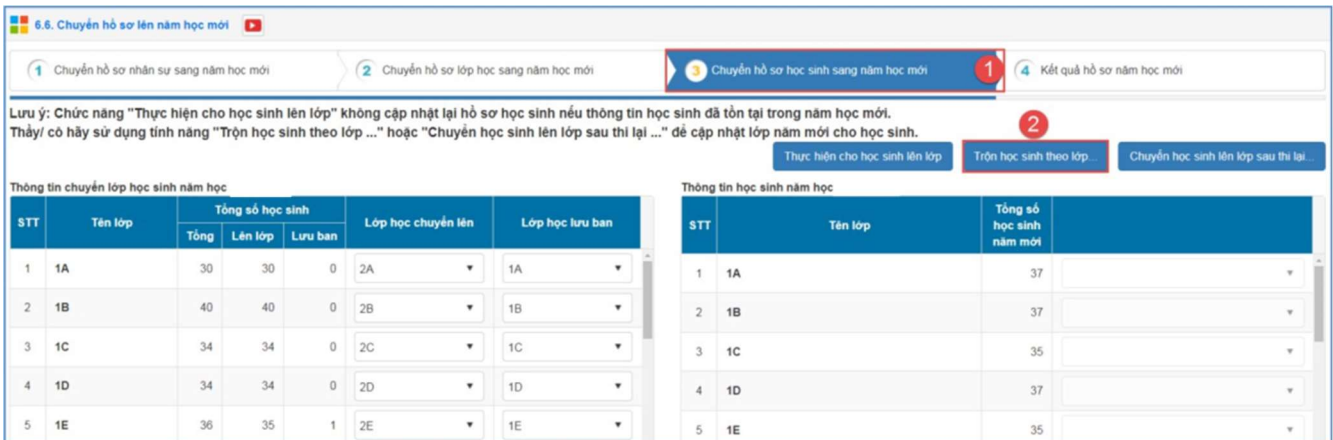 6.6. Chuyển hồ sơ lên năm học mới
1 Chuyển hồ sơ nhân sự sang năm học mới
2 Chuyển hồ sơ lớp học sang năm học mới
3 Chuyển hồ sơ học sinh sang năm học mới
1
4 Kết quả hồ sơ năm học mới
Lưu ý: Chức năng "Thực hiện cho học sinh lên lớp" không cập nhật lại hồ sơ học sinh nếu thông tin học sinh đã tồn tại trong năm học mới.
Thầy/ cô hãy sử dụng tính năng "Trộn học sinh theo lớp ..." hoặc "Chuyển học sinh lên lớp sau thi lại ..." để cập nhật lớp năm mới cho học sinh.
2
Thực hiện cho học sinh lên lớp
Trộn học sinh theo lớp...
Chuyển học sinh lên lớp sau thi lại...
Thông tin chuyển lớp học sinh năm học
STT Tên lớp Tổng số học sinh Lớp học chuyển lên Lớp học lưu ban
Tổng Lên lớp Lưu ban
1 1A 30 30 0 2A 1A
2 1B 40 40 0 2B 1B
3 1C 34 34 0 2C 1C
4 1D 34 34 0 2D 1D
5 1E 36 35 1 2E 1E
Thông tin học sinh năm học
STT Tên lớp Tổng số
học sinh
năm mới
1 1A 37
2 1B 37
3 1C 35
4 1D 37
5 1E 35